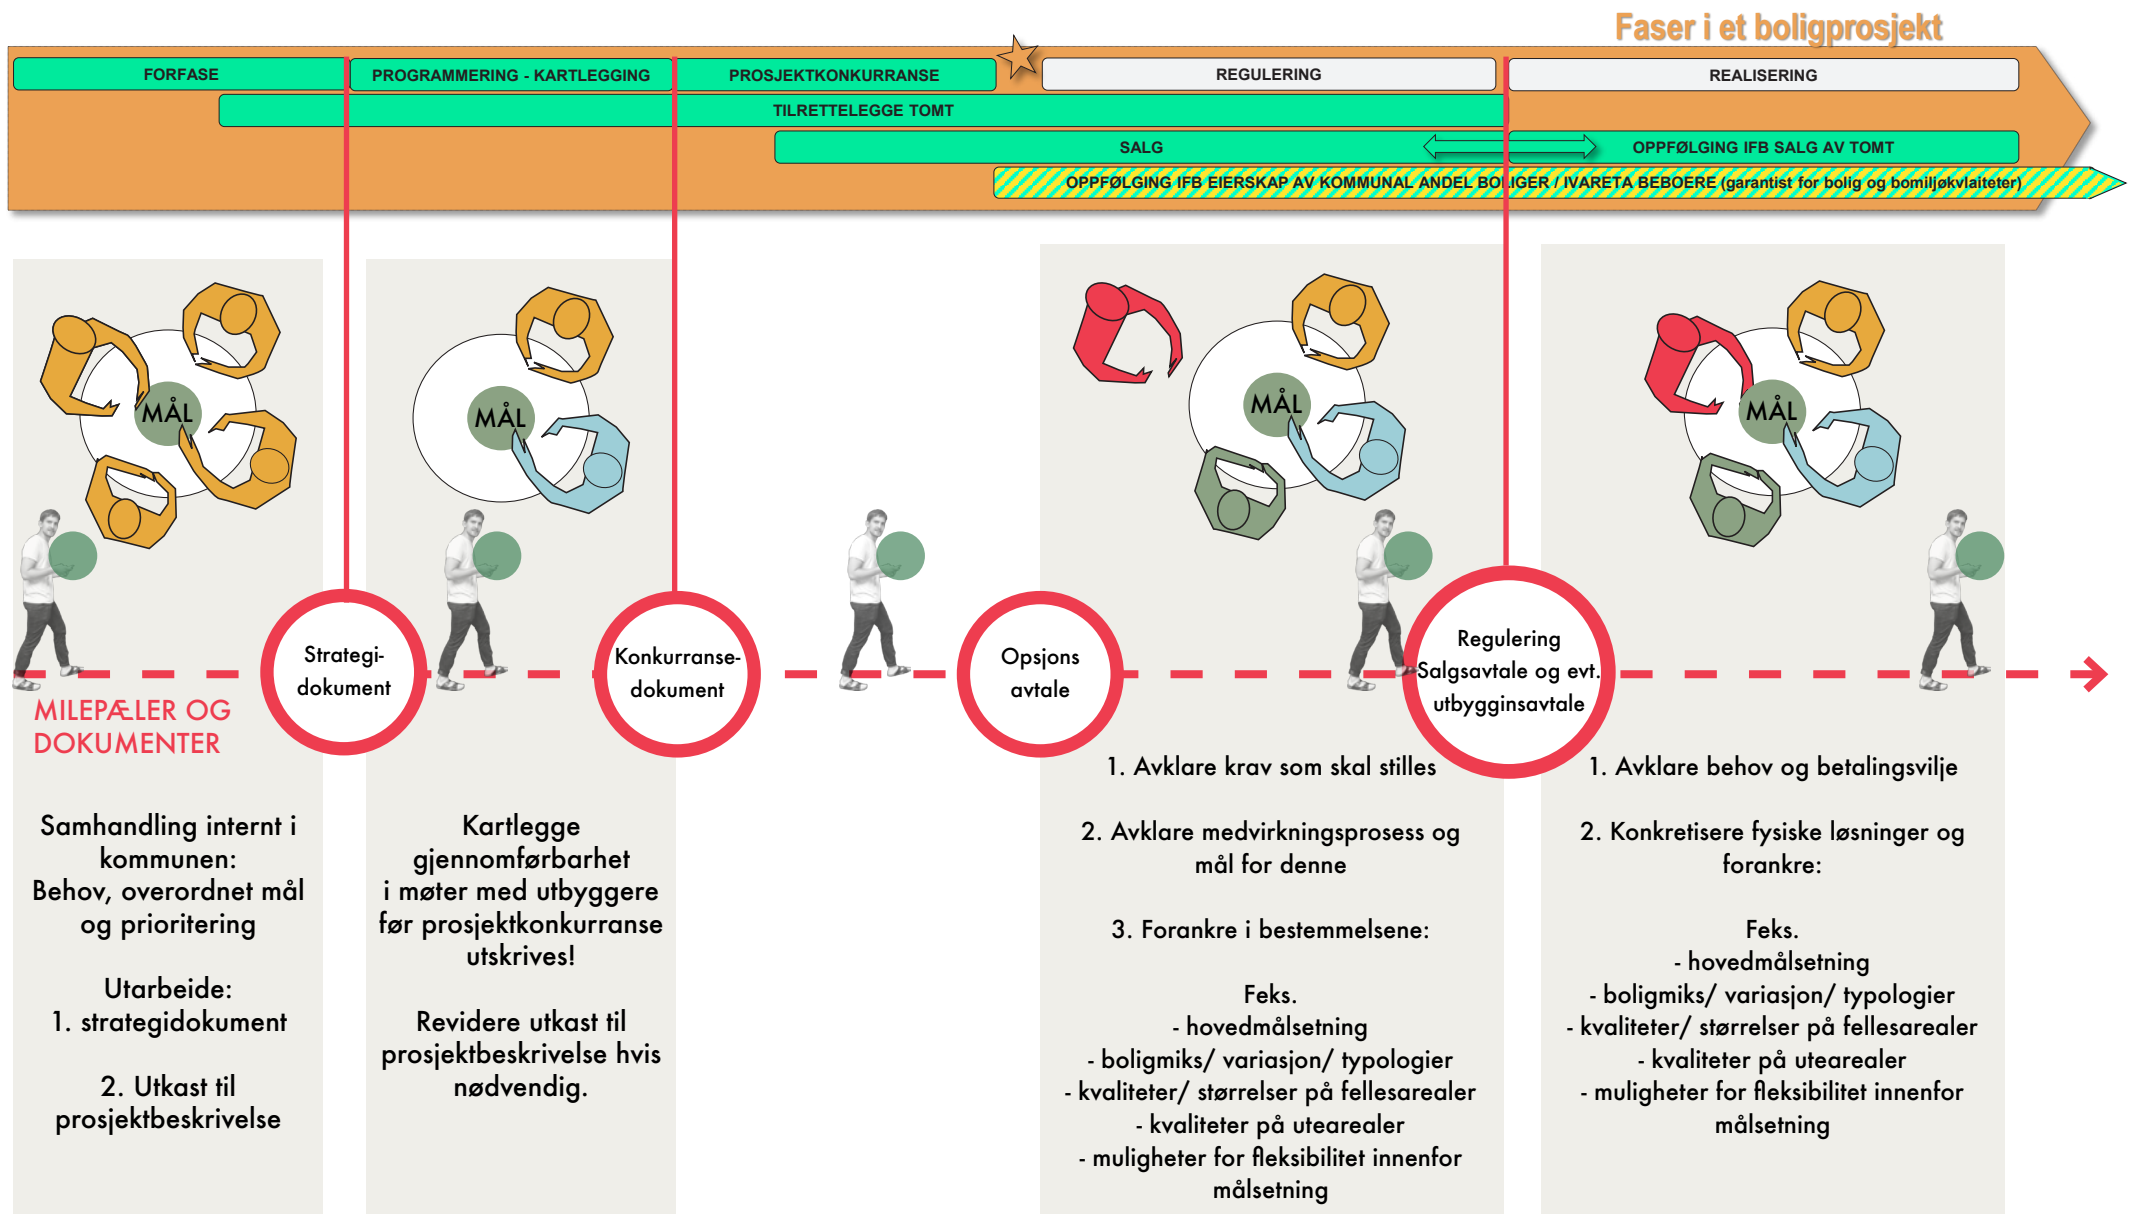 Faser i et boligprosjekt
FORFASE
PROGRAMMERING - KARTLEGGING
PROSJEKTKONKURRANSE
REGULERING
REALISERING
TILRETTELEGGE TOMT
SALG
OPPFØLGING IFB SALG AV TOMT
OPPFØLGING IFB EIERSKAP AV KOMMUNAL ANDEL BOLIGER / IVARETA BEBOERE (garantist for bolig og bomiljøkvlaiteter)
MÅL
MÅL
MÅL
MÅL
Strategi-
dokument
Konkurranse-
dokument
Opsjons
avtale
Regulering
Salgsavtale og evt.
utbygginsavtale
MILEPÆLER OG
DOKUMENTER
Samhandling internt i
kommunen:
Behov, overordnet mål
og prioritering
Utarbeide:
1. strategidokument
2. Utkast til
prosjektbeskrivelse
Kartlegge
gjennomførbarhet
i møter med utbyggere
før prosjektkonkurranse
utskrives!
Revidere utkast til
prosjektbeskrivelse hvis
nødvendig.
1. Avklare krav som skal stilles
2. Avklare medvirkningsprosess og
mål for denne
3. Forankre i bestemmelsene:
Feks.
- hovedmålsetning
- boligmiks/ variasjon/ typologier
- kvaliteter/ størrelser på fellesarealer
- kvaliteter på utearealer
- muligheter for fleksibilitet innenfor
målsetning
1. Avklare behov og betalingsvilje
2. Konkretisere fysiske løsninger og
forankre:
Feks.
- hovedmålsetning
- boligmiks/ variasjon/ typologier
- kvaliteter/ størrelser på fellesarealer
- kvaliteter på utearealer
- muligheter for fleksibilitet innenfor
målsetning